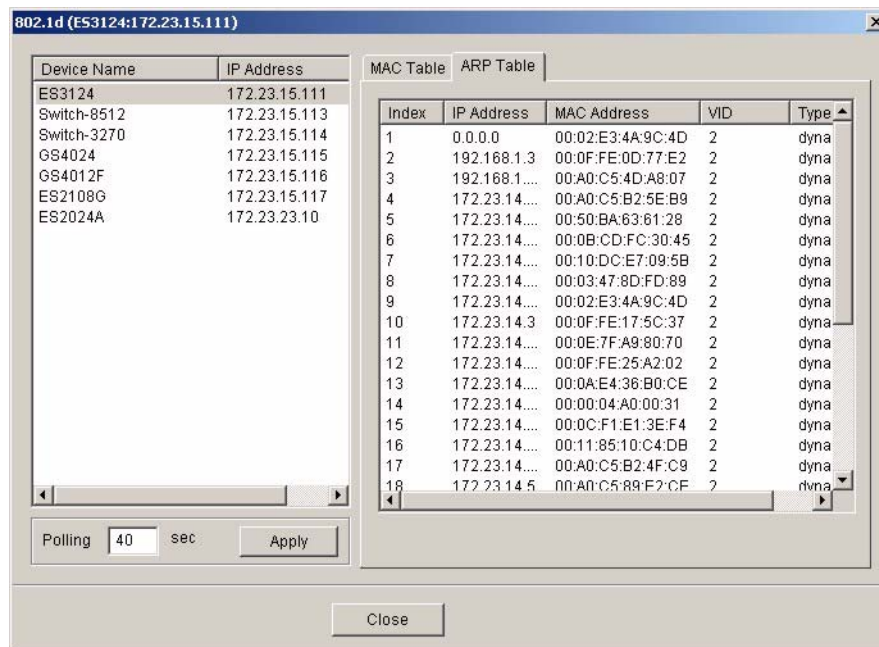 802.1d (ES3124:172.23.15.111)
Device Name IP Address
ES3124 172.23.15.111
Switch-8512 172.23.15.113
Switch-3270 172.23.15.114
GS4024 172.23.15.115
GS4012F 172.23.15.116
ES2108G 172.23.15.117
ES2024A 172.23.23.10
Polling 40 sec Apply
MAC Table ARP Table
Index IP Address MAC Address VID Type
1 0.0.0.0 00:02:E3:4A:9C:4D 2 dyna
2 192.168.1.3 00:0F:FE:0D:77:E2 2 dyna
3 192.168.1.... 00:A0:C5:4D:A8:07 2 dyna
4 172.23.14.... 00:A0:C5:B2:5E:B9 2 dyna
5 172.23.14.... 00:50:BA:63:61:28 2 dyna
6 172.23.14.... 00:0B:CD:FC:30:45 2 dyna
7 172.23.14.... 00:10:DC:E7:09:5B 2 dyna
8 172.23.14.... 00:03:47:8D:FD:89 2 dyna
9 172.23.14.... 00:02:E3:4A:9C:4D 2 dyna
10 172.23.14.3 00:0F:FE:17:5C:37 2 dyna
11 172.23.14.... 00:0E:7F:A9:80:70 2 dyna
12 172.23.14.... 00:0F:FE:25:A2:02 2 dyna
13 172.23.14.... 00:0A:E4:36:B0:CE 2 dyna
14 172.23.14.... 00:00:04:A0:00:31 2 dyna
15 172.23.14.... 00:0C:F1:E1:3E:F4 2 dyna
16 172.23.14.... 00:11:85:10:C4:DB 2 dyna
17 172.23.14.... 00:A0:C5:B2:4F:C9 2 dyna
18 172.23.14.5 00:A0:C5:89:E2:CE 2 dyna
Close